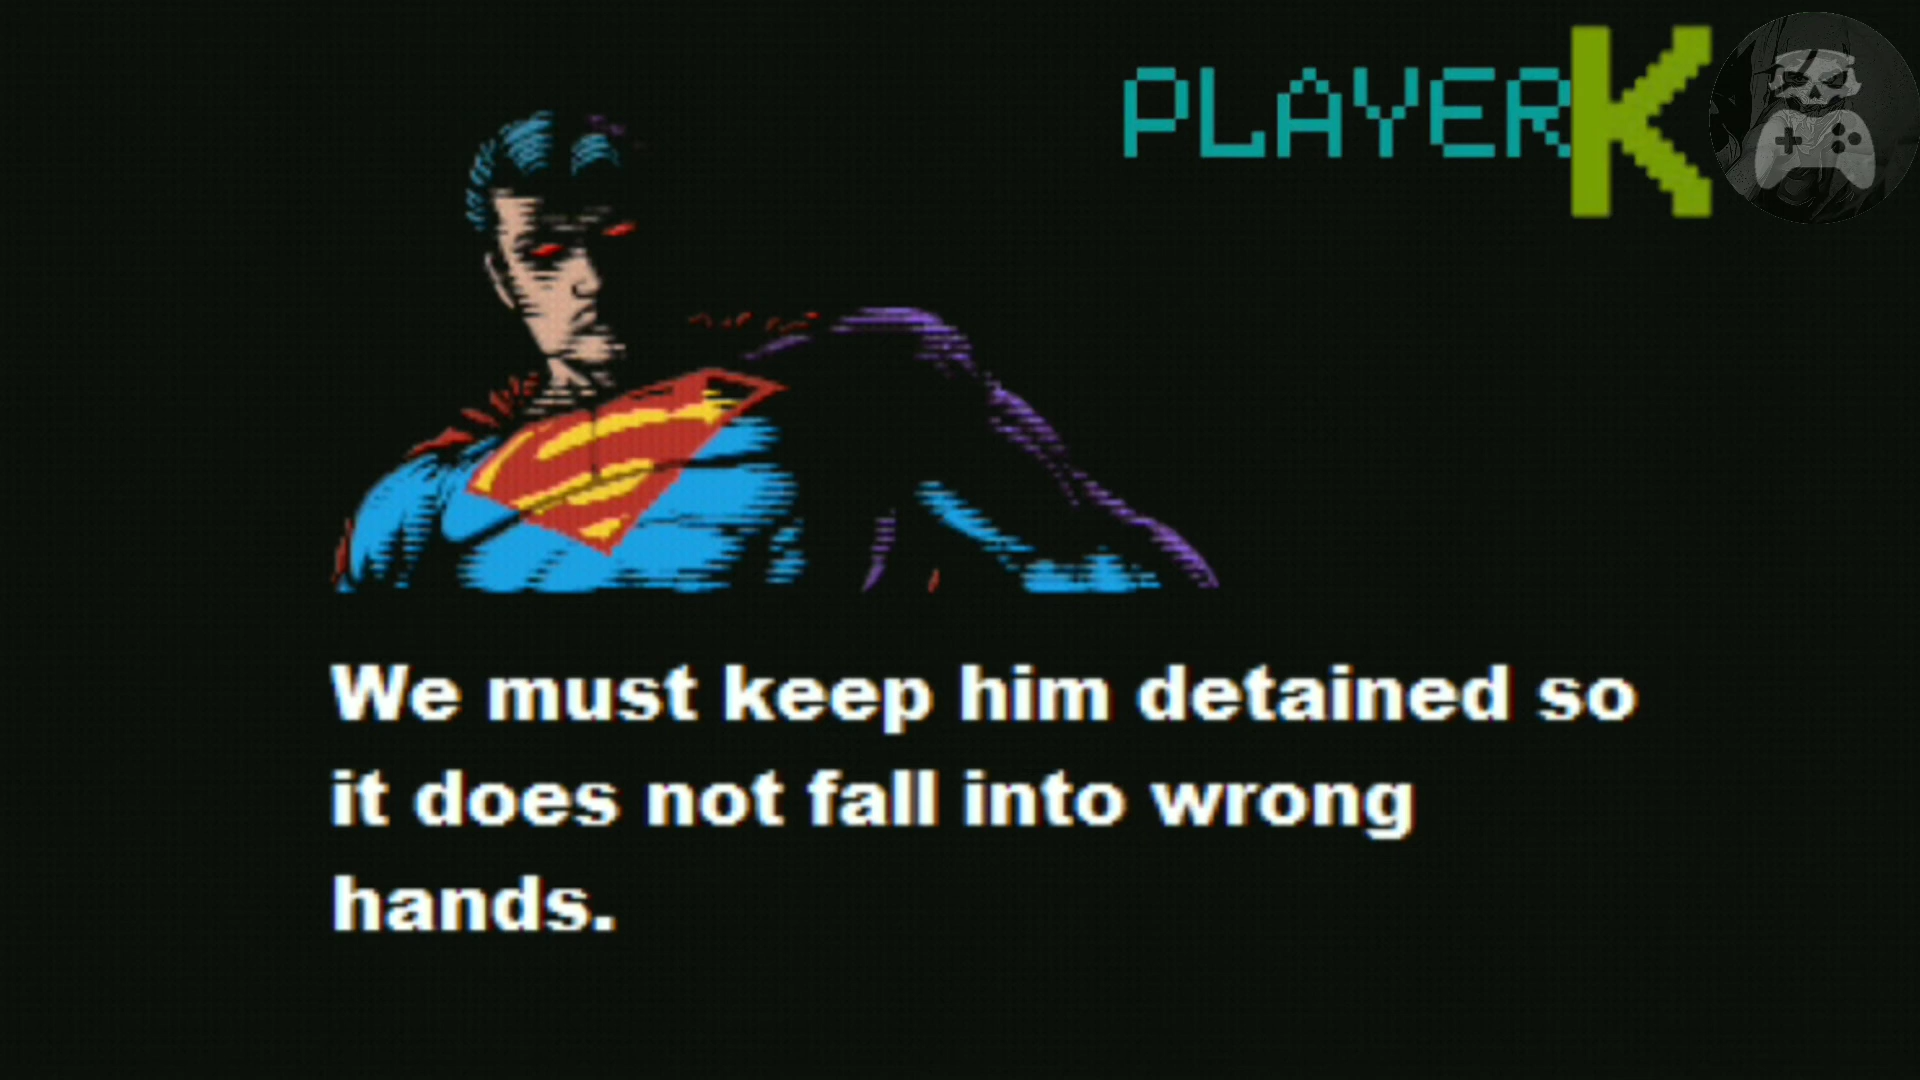 PLAYERK
We must keep him detained so
it does not fall into wrong
hands.